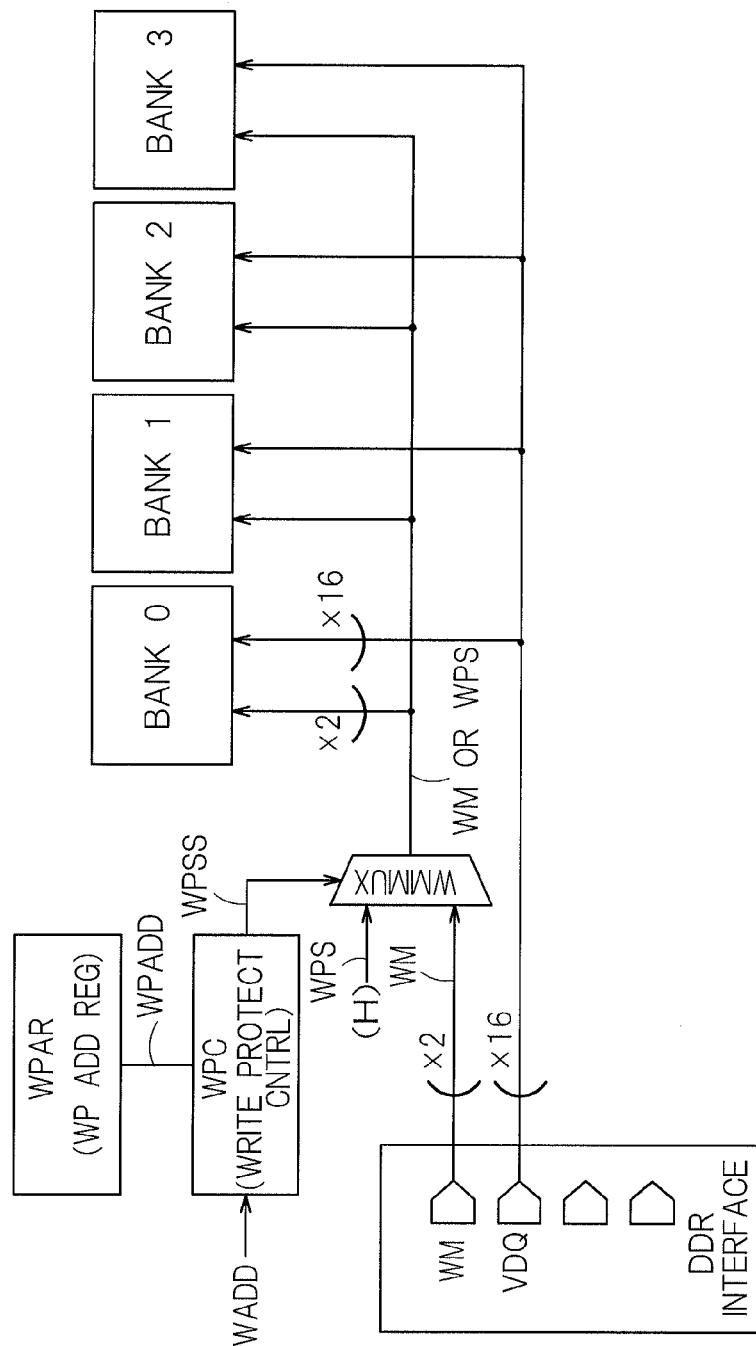 WPAR
(WP ADD REG)
WPADD
WADD
WPC
(WRITE PROTECT
CNTRL)
WPSS
WPS
(H)
WM
WMMUX
WM OR WPS
BANK 0
BANK 1
BANK 2
BANK 3
×2
×16
WM
VDQ
×2
×16
DDR
INTERFACE